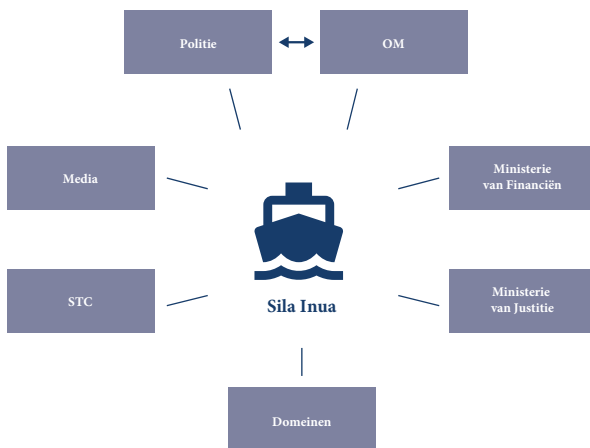 Politie
OM
Media
Ministerie
van Financiën
STC
Ministerie
van Justitie
Sila Inua
Domeinen